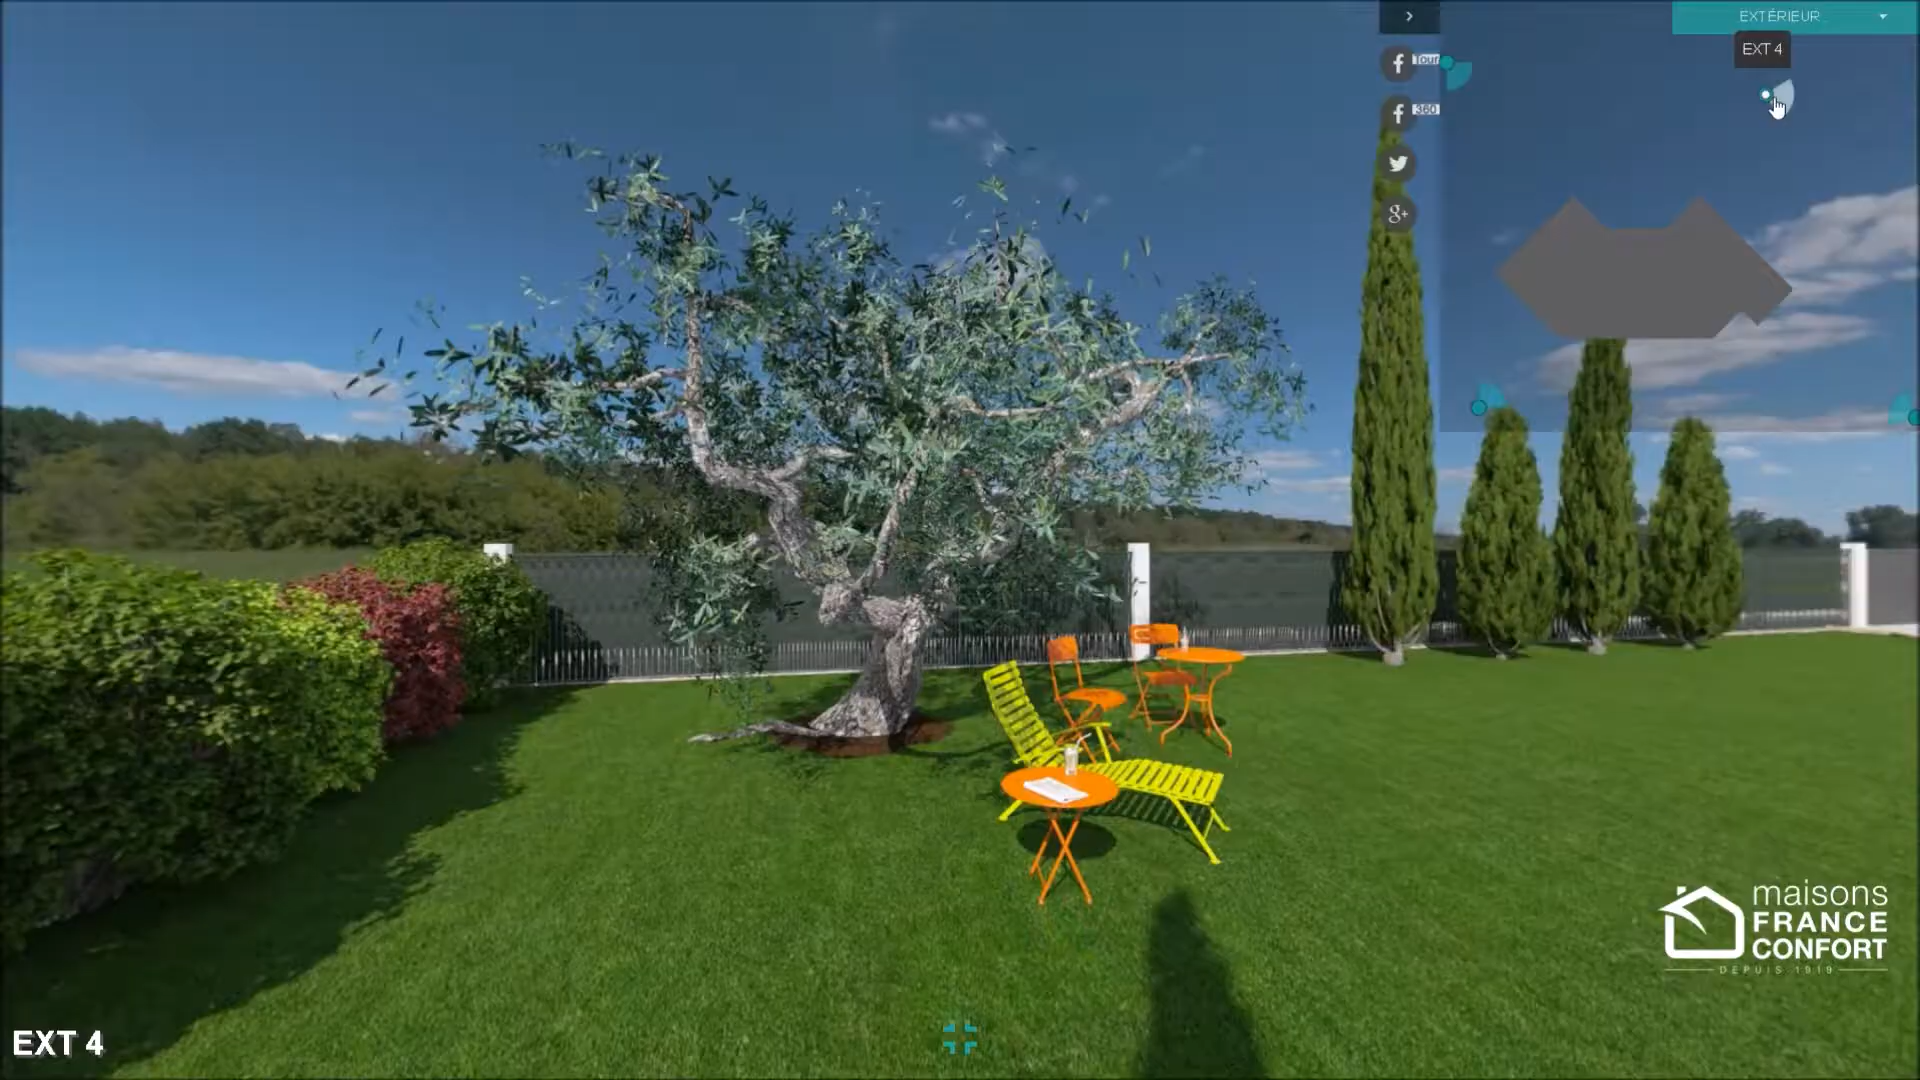 EXTÉRIEUR
EXT 4
Tour
360
g+
maisons
FRANCE
CONFORT
DEPUIS 1919
EXT 4